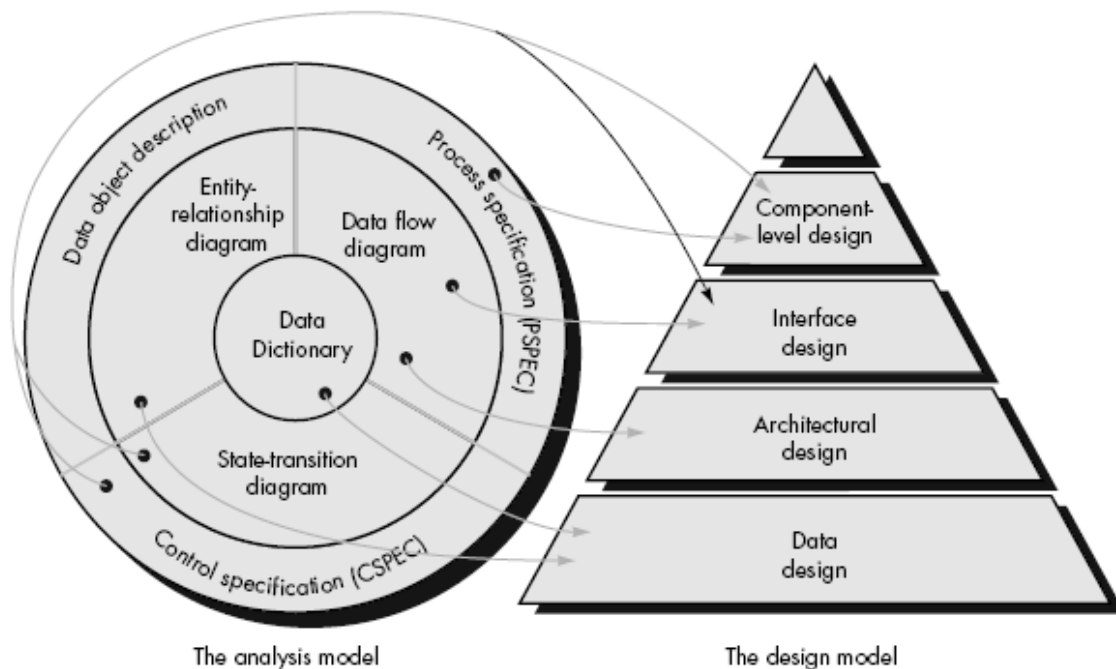 Data object description
Process specification (PSPEC)
Control specification (CSPEC)
Entity-
relationship
diagram
Data flow
diagram
Data
Dictionary
State-transition
diagram
The analysis model
Component-
level design
Interface
design
Architectural
design
Data
design
The design model